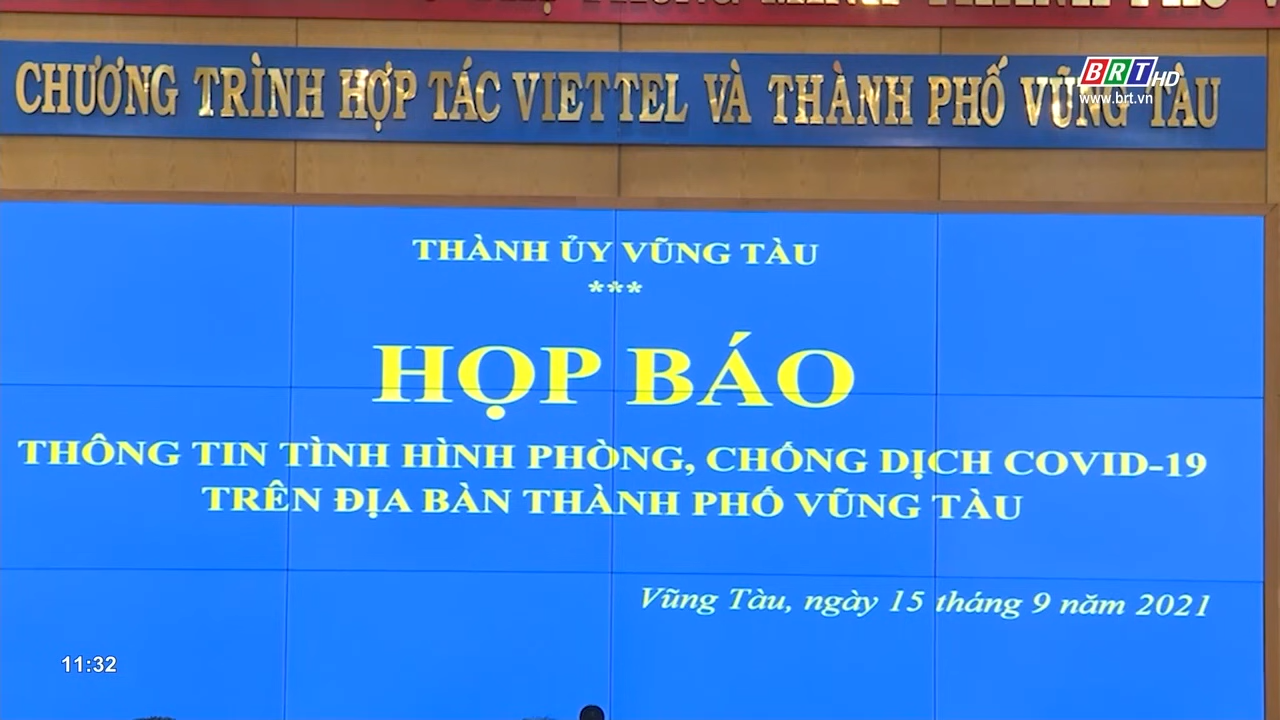 THÀNH PHỐ
CHƯƠNG TRÌNH HỢP TÁC VIETTEL VÀ THÀNH PHỐ VŨNG TÀU
BRT HD
www.brt.vn
THÀNH ỦY VŨNG TÀU
***
HỌP BÁO
THÔNG TIN TÌNH HÌNH PHÒNG, CHỐNG DỊCH COVID-19
TRÊN ĐỊA BÀN THÀNH PHỐ VŨNG TÀU
Vũng Tàu, ngày 15 tháng 9 năm 2021
11:32